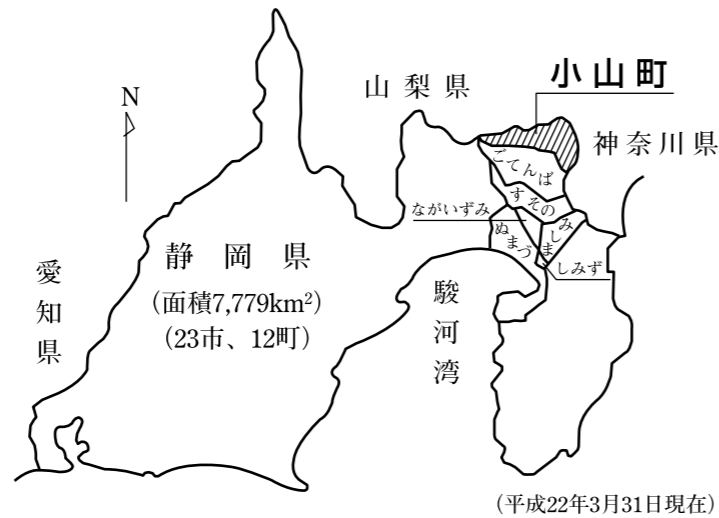 小山町
山梨県
神奈川県
N
ごてんば
すその
ながいずみ
ぬまづ
みしま
しみず
愛知県
静岡県
(面積7,779km²)
(23市、12町)
駿河湾
(平成22年3月31日現在)